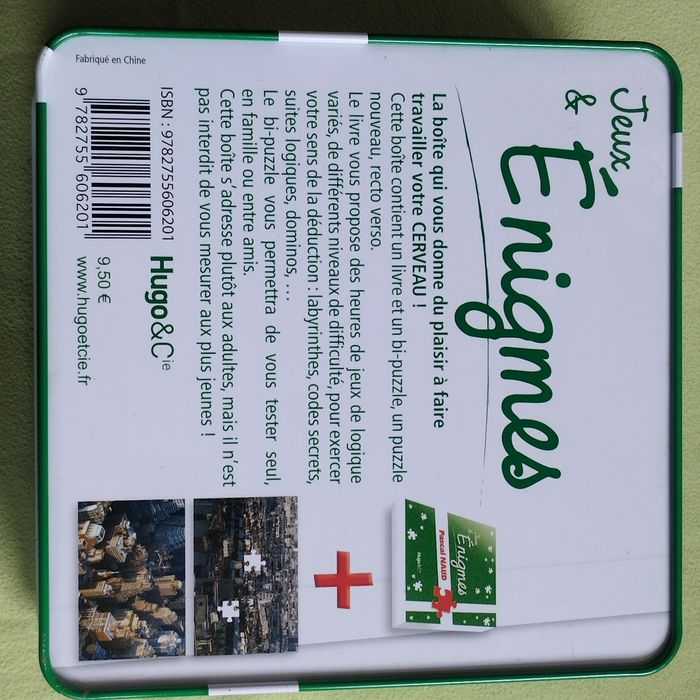 Jeux
& Énigmes
La boîte qui vous donne du plaisir à faire
travailler votre CERVEAU !
Cette boîte contient un livre et un bi-puzzle, un puzzle
nouveau, recto verso.
Le livre vous propose des heures de jeux de logique
variés, de différents niveaux de difficulté, pour exercer
votre sens de la déduction : labyrinthes, codes secrets,
suites logiques, dominos, ...
Le bi-puzzle vous permettra de vous tester seul,
en famille ou entre amis.
Cette boîte s'adresse plutôt aux adultes, mais il n'est
pas interdit de vous mesurer aux plus jeunes !
Énigmes
Pascal NAUD
ISBN : 9782755606201
9 782755 606201
Fabriqué en Chine
Hugo&Cie
9,50 €
www.hugoetcie.fr